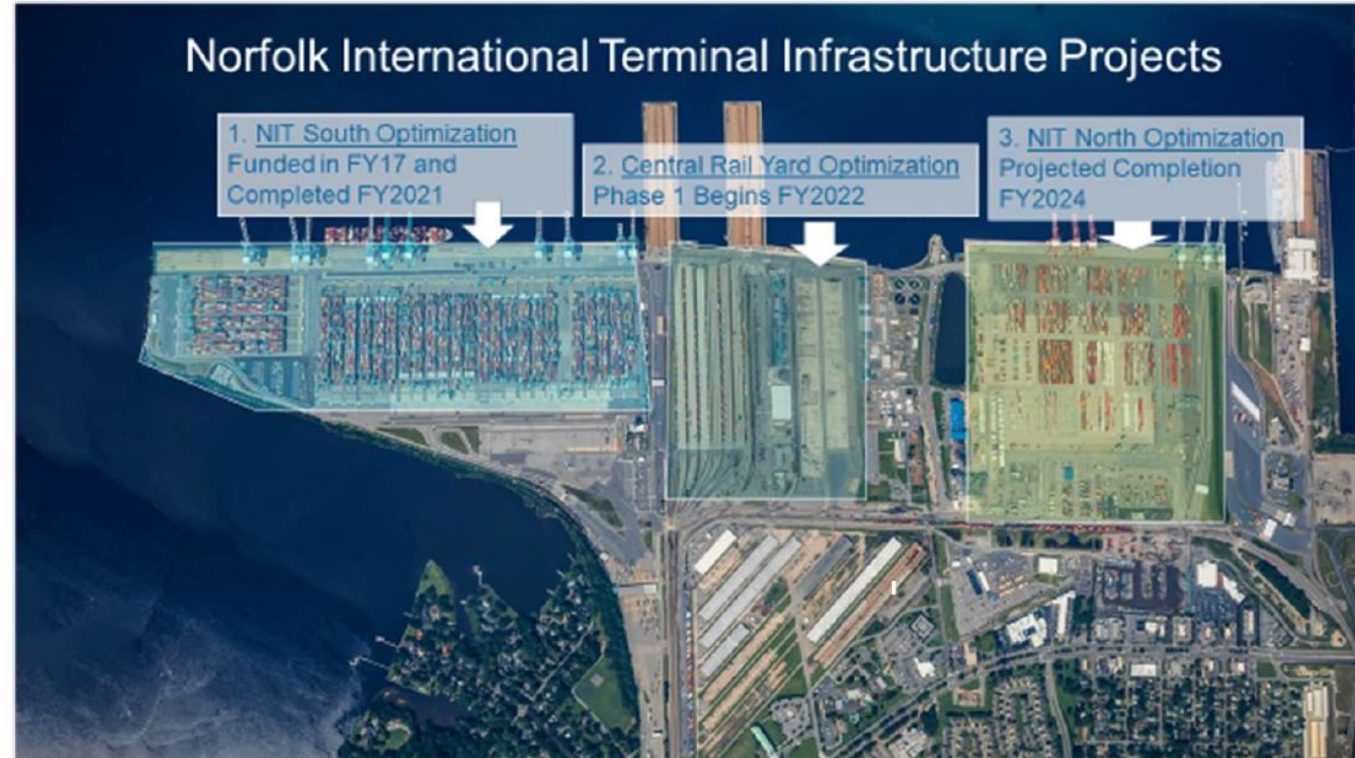 Norfolk International Terminal Infrastructure Projects
1. NIT South Optimization
Funded in FY17 and
Completed FY2021
2. Central Rail Yard Optimization
Phase 1 Begins FY2022
3. NIT North Optimization
Projected Completion
FY2024